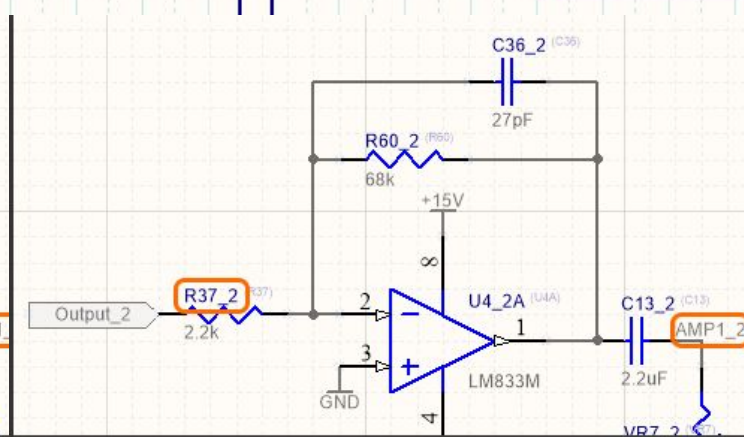 C36_2 (C36)
27pF
R60_2 (R60)
68k
+15V
8
Output_2
R37_2
2.2k
2
U4_2A (U4A)
1
C13_2 (C13)
AMP1_2
3
LM833M
2.2uF
GND
4
VR7_2